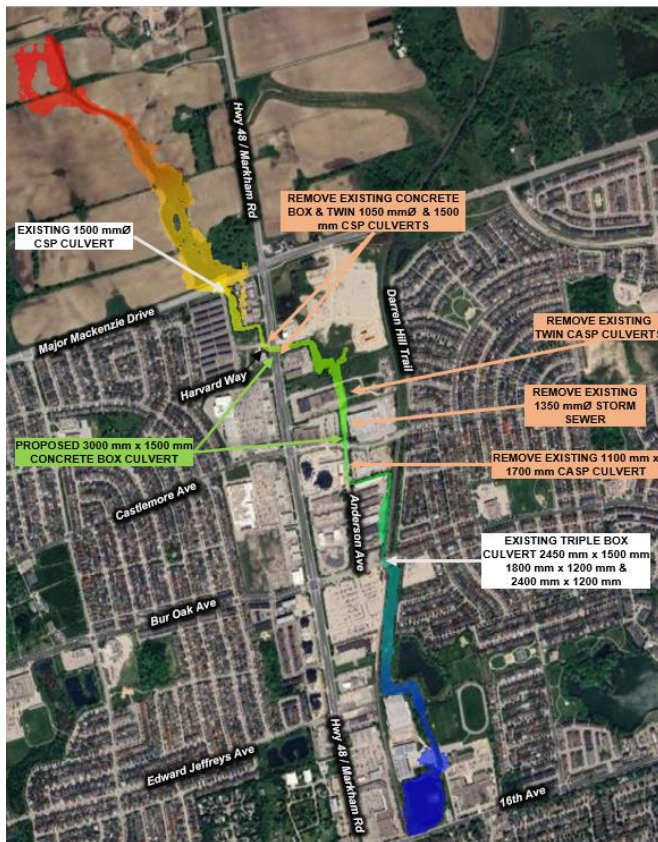 Hwy 48 / Markham Rd
REMOVE EXISTING CONCRETE
BOX & TWIN 1050 mmØ & 1500
mm CSP CULVERTS
EXISTING 1500 mmØ
CSP CULVERT
Major Mackenzie Drive
Darren Hill Trail
REMOVE EXISTING
TWIN CASP CULVERTS
Harvard Way
REMOVE EXISTING
1350 mmØ STORM
SEWER
PROPOSED 3000 mm x 1500 mm
CONCRETE BOX CULVERT
REMOVE EXISTING 1100 mm x
1700 mm CASP CULVERT
Castlemore Ave
Anderson Ave
EXISTING TRIPLE BOX
CULVERT 2450 mm x 1500 mm
1800 mm x 1200 mm &
2400 mm x 1200 mm
Bur Oak Ave
Edward Jeffreys Ave
Hwy 48 / Markham Rd
16th Ave